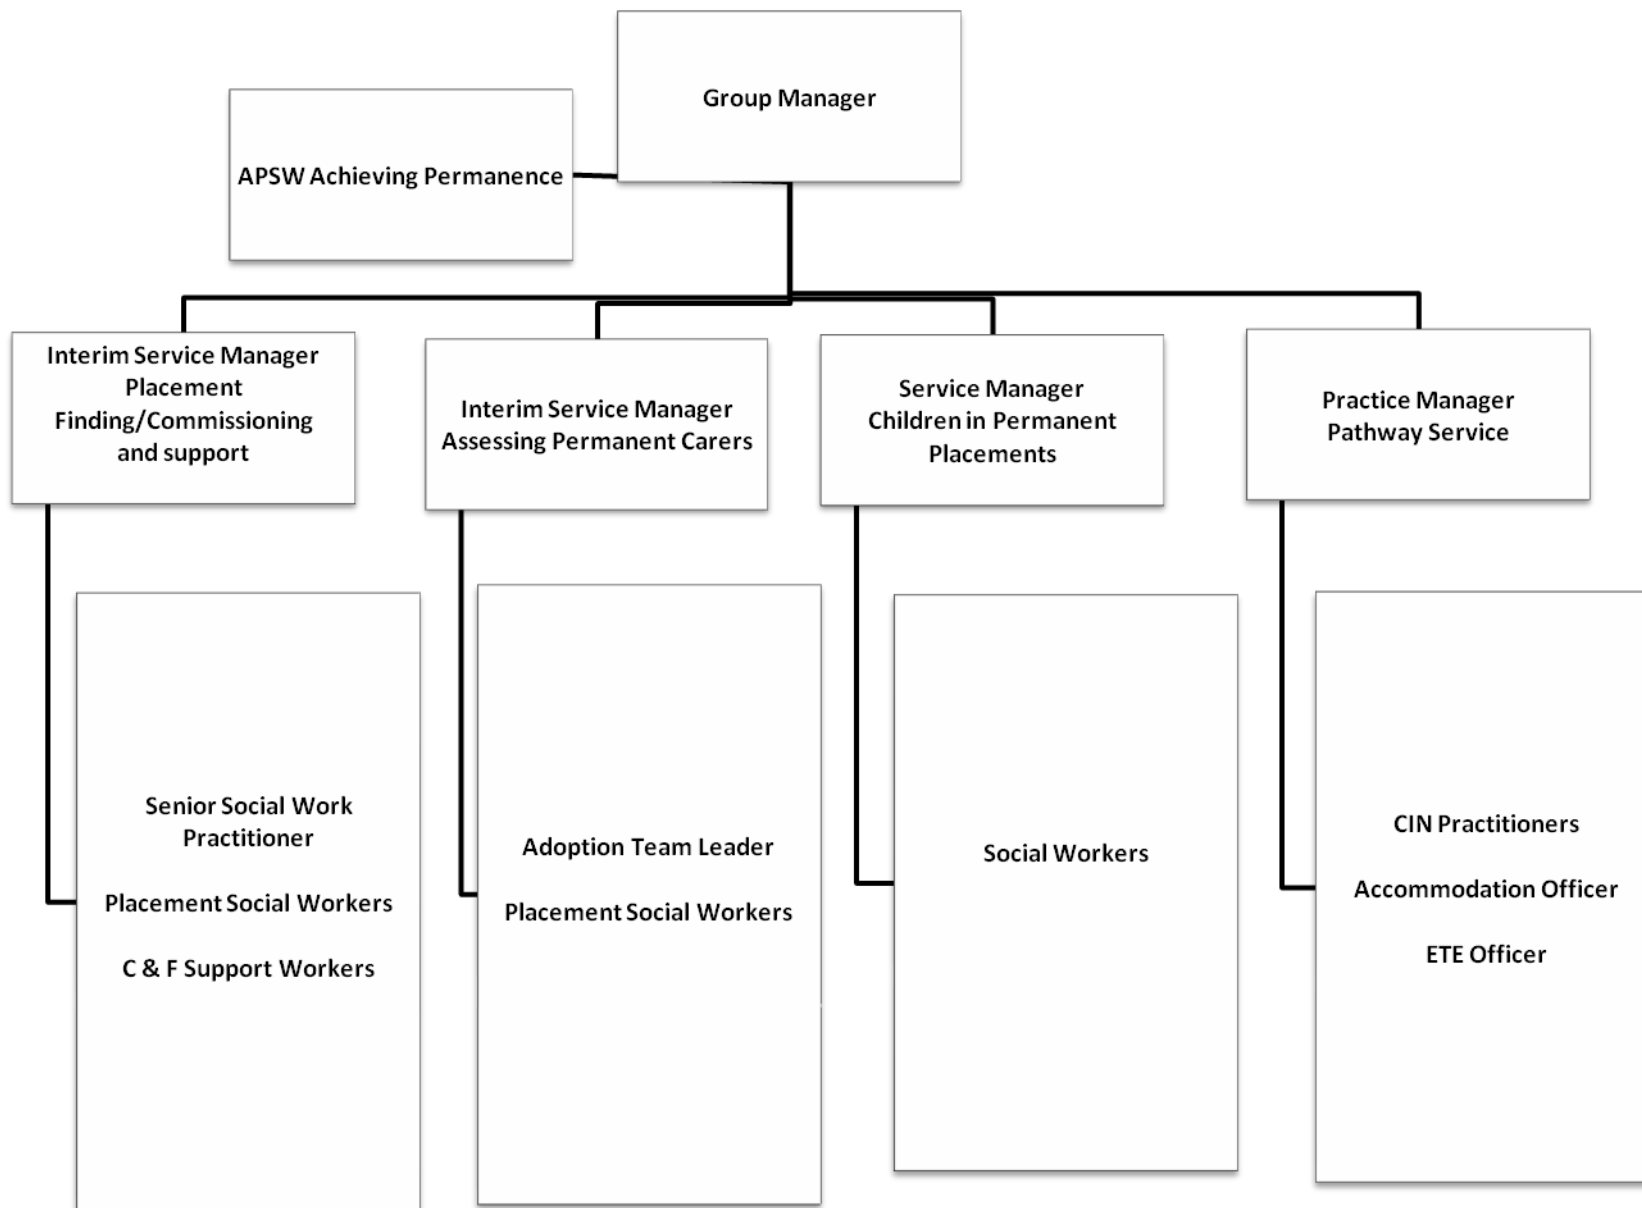 Group Manager
APSW Achieving Permanence
Interim Service Manager
Placement
Finding/Commissioning
and support
Interim Service Manager
Assessing Permanent Carers
Service Manager
Children in Permanent
Placements
Practice Manager
Pathway Service
Senior Social Work
Practitioner
Placement Social Workers
C & F Support Workers
Adoption Team Leader
Placement Social Workers
Social Workers
CIN Practitioners
Accommodation Officer
ETE Officer